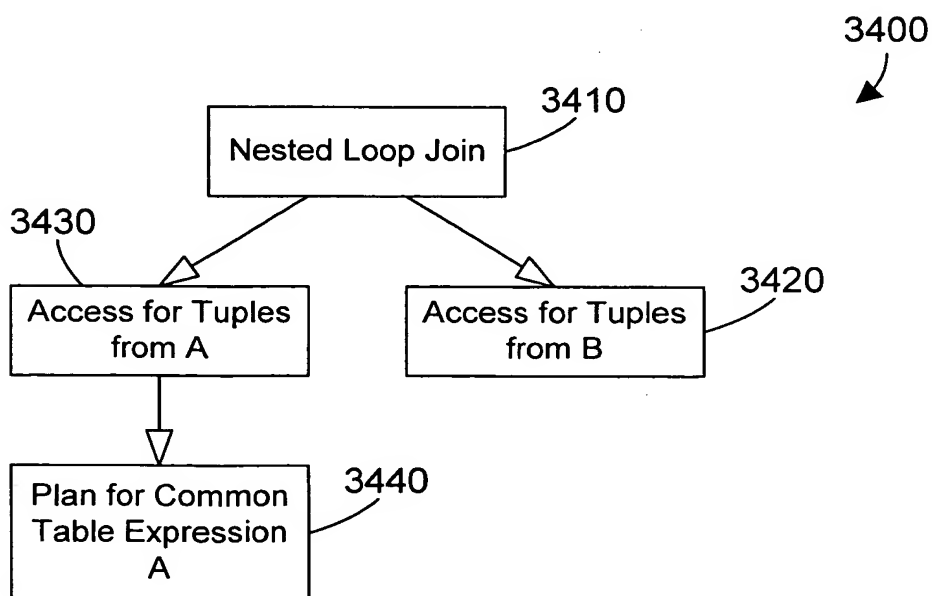 3400
3410
Nested Loop Join
3430
3420
Access for Tuples
from A
Access for Tuples
from B
3440
Plan for Common
Table Expression
A